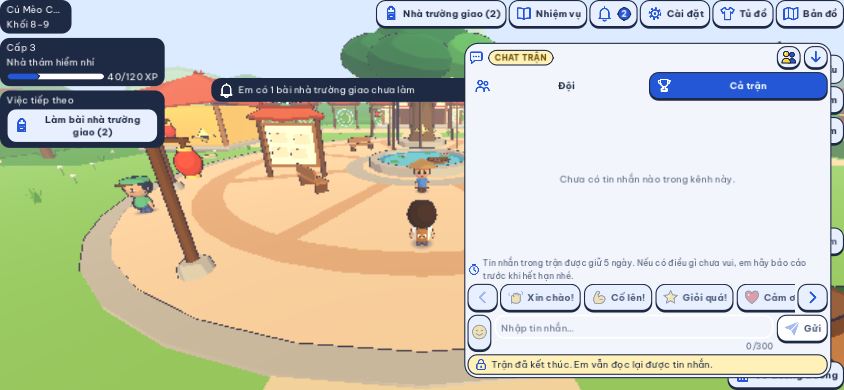 Cú Mèo C...
Khối 8-9
Nhà trường giao (2)
Nhiệm vụ
2
Cài đặt
Tủ đồ
Bản đồ
Cấp 3
Nhà thám hiểm nhí
40/120 XP
Việc tiếp theo
Làm bài nhà trường
giao (2)
Em có 1 bài nhà trường giao chưa làm
CHAT TRẬN
Đội
Cả trận
Chưa có tin nhắn nào trong kênh này.
Tin nhắn trong trận được giữ 5 ngày. Nếu có điều gì chưa vui, em hãy báo cáo
trước khi hết hạn nhé.
Xin chào!
Cố lên!
Giỏi quá!
Cảm ơ
Nhập tin nhắn...
Gửi
0/300
Trận đã kết thúc. Em vẫn đọc lại được tin nhắn.